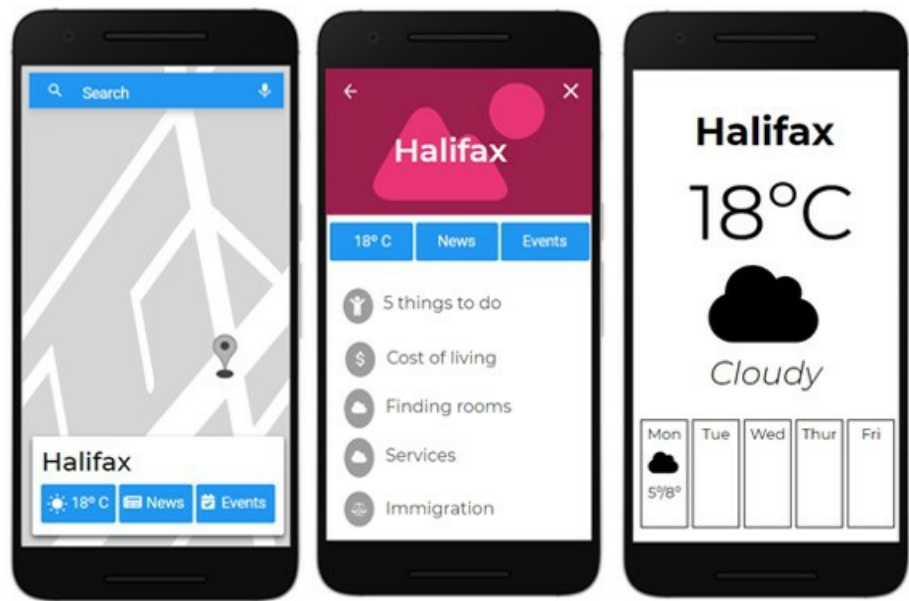 Search
Halifax
18° C News Events
Halifax
18° C News Events
5 things to do
$ Cost of living
Finding rooms
Services
Immigration
Halifax
18°C
Cloudy
Mon Tue Wed Thur Fri
5°/8°